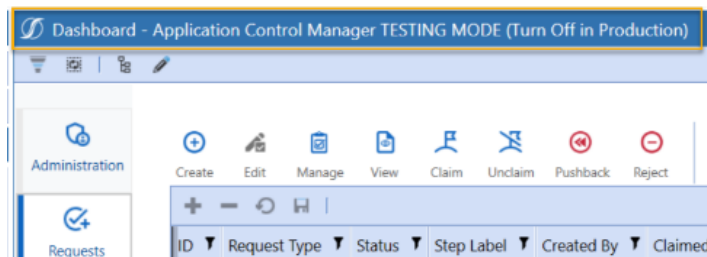 Dashboard - Application Control Manager TESTING MODE (Turn Off in Production)
Administration
Create Edit Manage View Claim Unclaim Pushback Reject
Requests
ID Request Type Status Step Label Created By Claimed